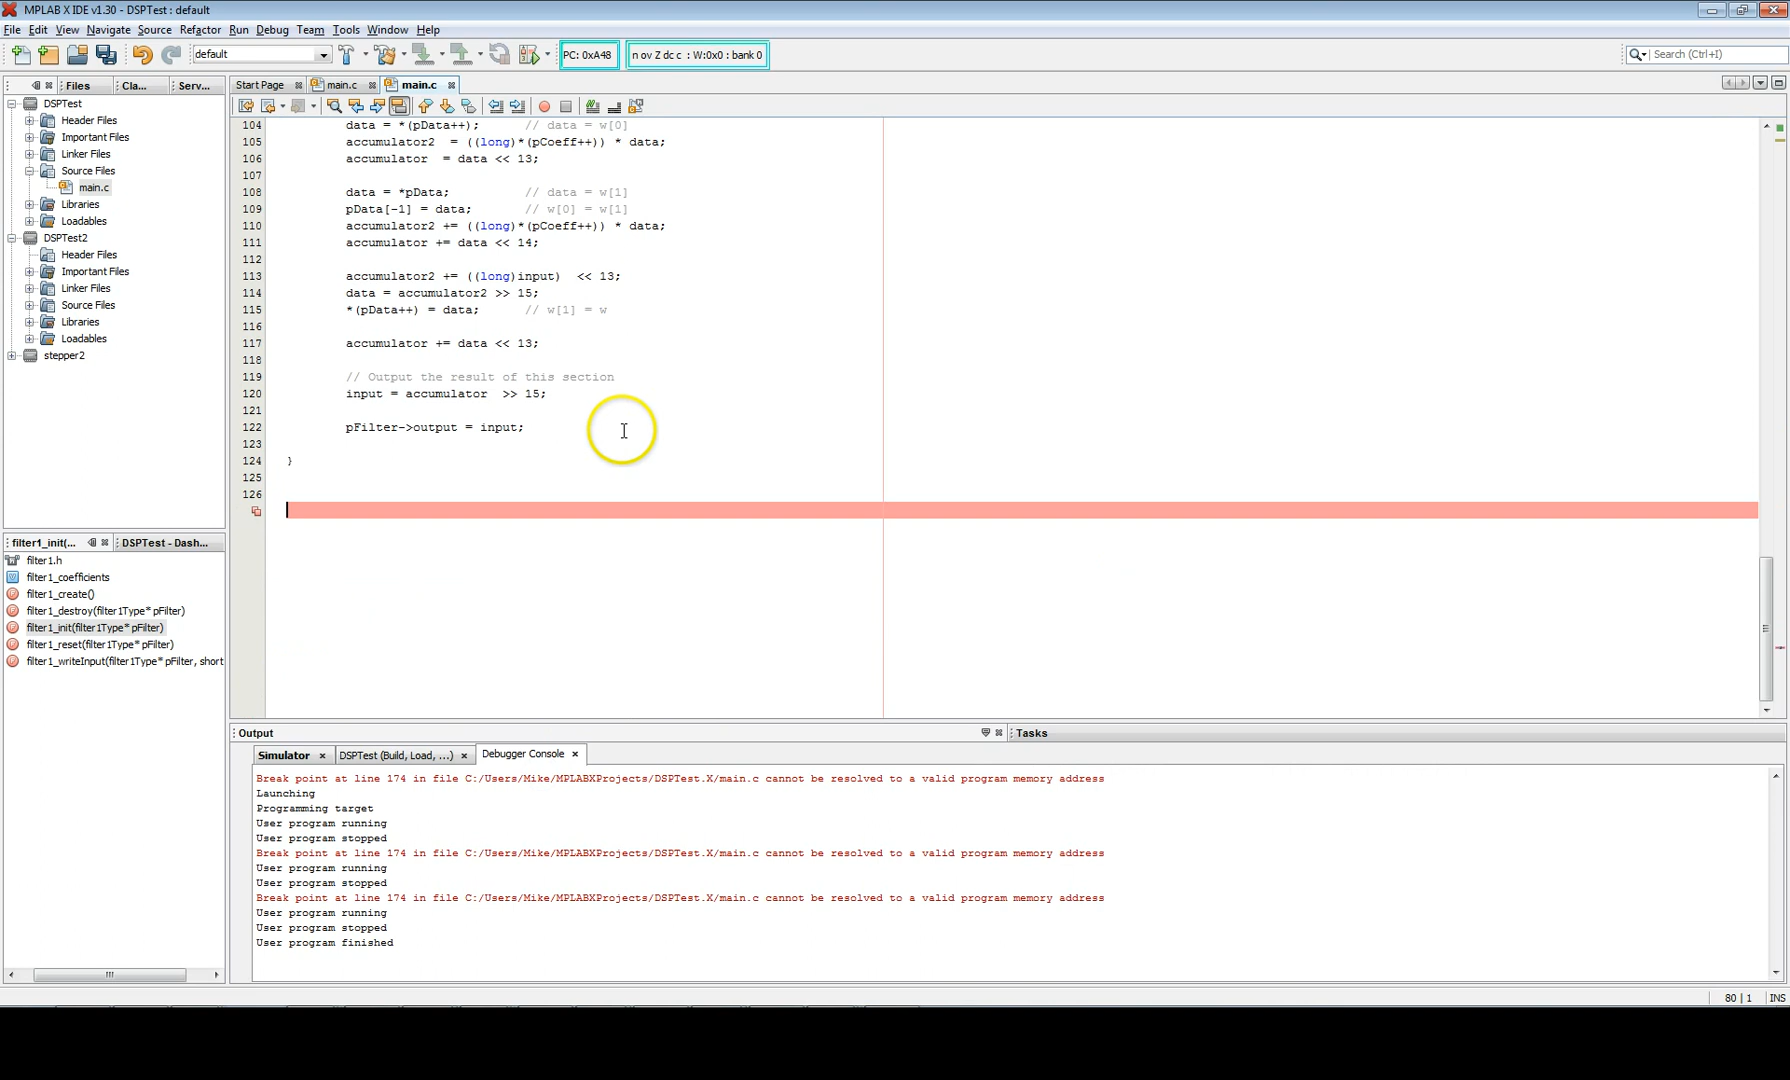 MPLAB X IDE v1.30 - DSPTest : default
File Edit View Navigate Source Refactor Run Debug Team Tools Window Help
default
PC: 0xA48
n ov Z dc c : W:0x0 : bank 0
Search (Ctrl+I)
Files Cla... Serv...
Start Page main.c main.c
DSPTest
Header Files
Important Files
Linker Files
Source Files
main.c
Libraries
Loadables
DSPTest2
Header Files
Important Files
Linker Files
Source Files
Libraries
Loadables
stepper2
104 data = *(pData++); // data = w[0]
105 accumulator2 = ((long)*(pCoeff++)) * data;
106 accumulator = data << 13;
107
108 data = *pData; // data = w[1]
109 pData[-1] = data; // w[0] = w[1]
110 accumulator2 += ((long)*(pCoeff++)) * data;
111 accumulator += data << 14;
112
113 accumulator2 += ((long)input) << 13;
114 data = accumulator2 >> 15;
115 *(pData++) = data; // w[1] = w
116
117 accumulator += data << 13;
118
119 // Output the result of this section
120 input = accumulator >> 15;
121
122 pFilter->output = input;
123
124 }
125
126
filter1_init(... DSPTest - Dash...
filter1.h
filter1_coefficients
filter1_create()
filter1_destroy(filter1Type* pFilter)
filter1_init(filter1Type* pFilter)
filter1_reset(filter1Type* pFilter)
filter1_writeInput(filter1Type* pFilter, short
Output
Tasks
Simulator DSPTest (Build, Load, ...) Debugger Console
Break point at line 174 in file C:/Users/Mike/MPLABXProjects/DSPTest.X/main.c cannot be resolved to a valid program memory address
Launching
Programming target
User program running
User program stopped
Break point at line 174 in file C:/Users/Mike/MPLABXProjects/DSPTest.X/main.c cannot be resolved to a valid program memory address
User program running
User program stopped
Break point at line 174 in file C:/Users/Mike/MPLABXProjects/DSPTest.X/main.c cannot be resolved to a valid program memory address
User program running
User program stopped
User program finished
80 | 1 INS